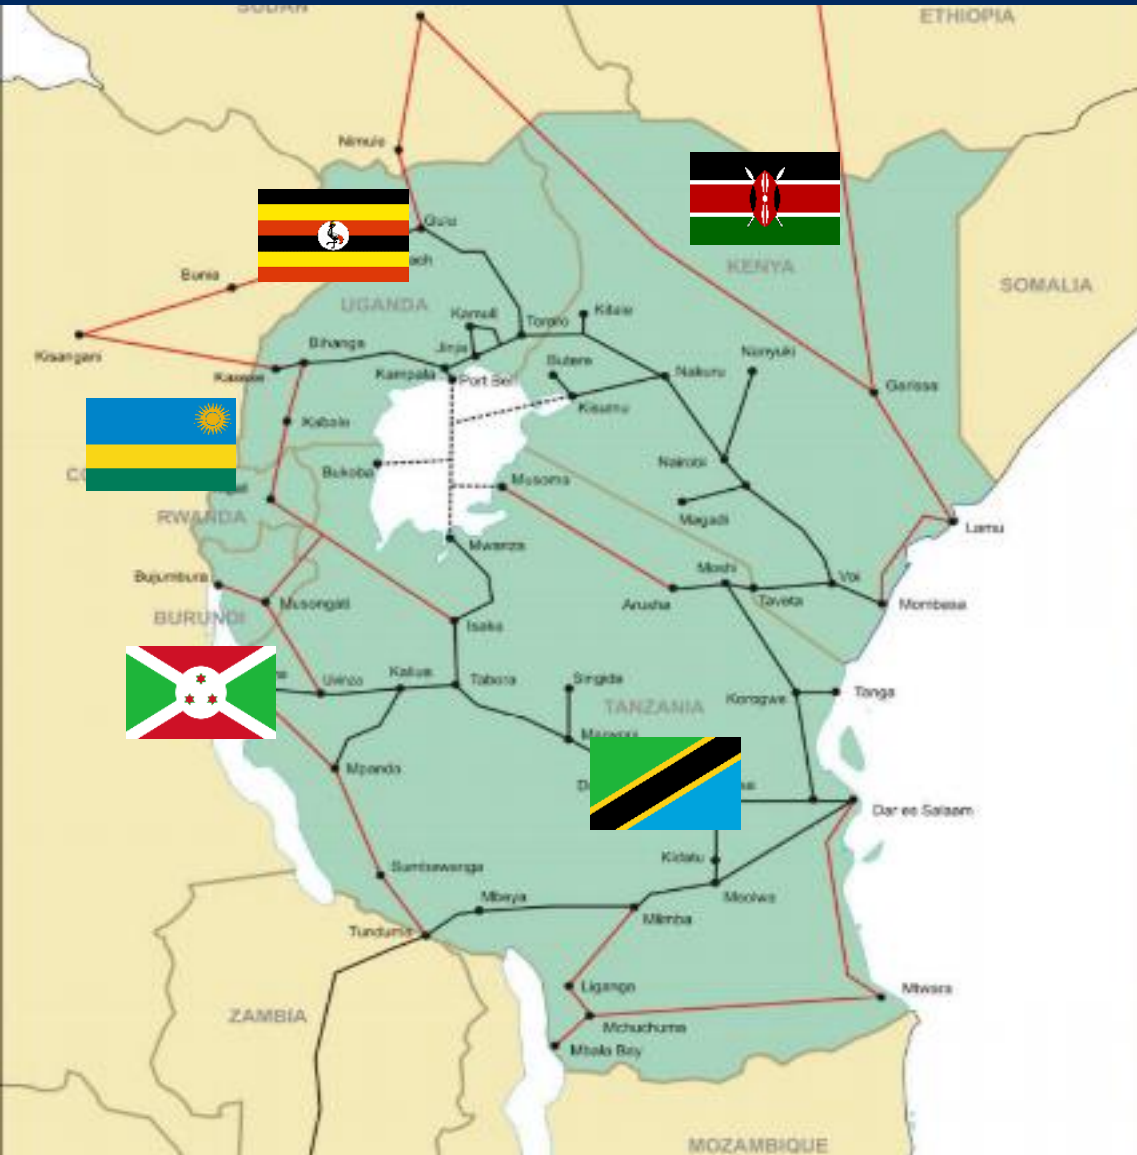 SUDAN
ETHIOPIA
Nimule
Gulu
KENYA
Bunia
UGANDA
SOMALIA
Kamuli
Tororo
Kitale
Kisangani
Bihanga
Jinja
Butere
Nanyuki
Kasese
Kampala
Port Bell
Nakuru
Garissa
Kisumu
Kabale
Bukoba
Nairobi
Musoma
RWANDA
Magadi
Lamu
Mwanza
Bujumbura
Moshi
Voi
Musongati
Arusha
Taveta
Mombasa
BURUNDI
Isaka
Uvinza
Kaliua
Tabora
Singida
TANZANIA
Korogwe
Tanga
Mpanda
Dar es Salaam
Kidatu
Sumbawanga
Mbeya
Mlimba
Tunduma
Liganga
Mtwara
ZAMBIA
Mchuchuma
Mbala Bay
MOZAMBIQUE